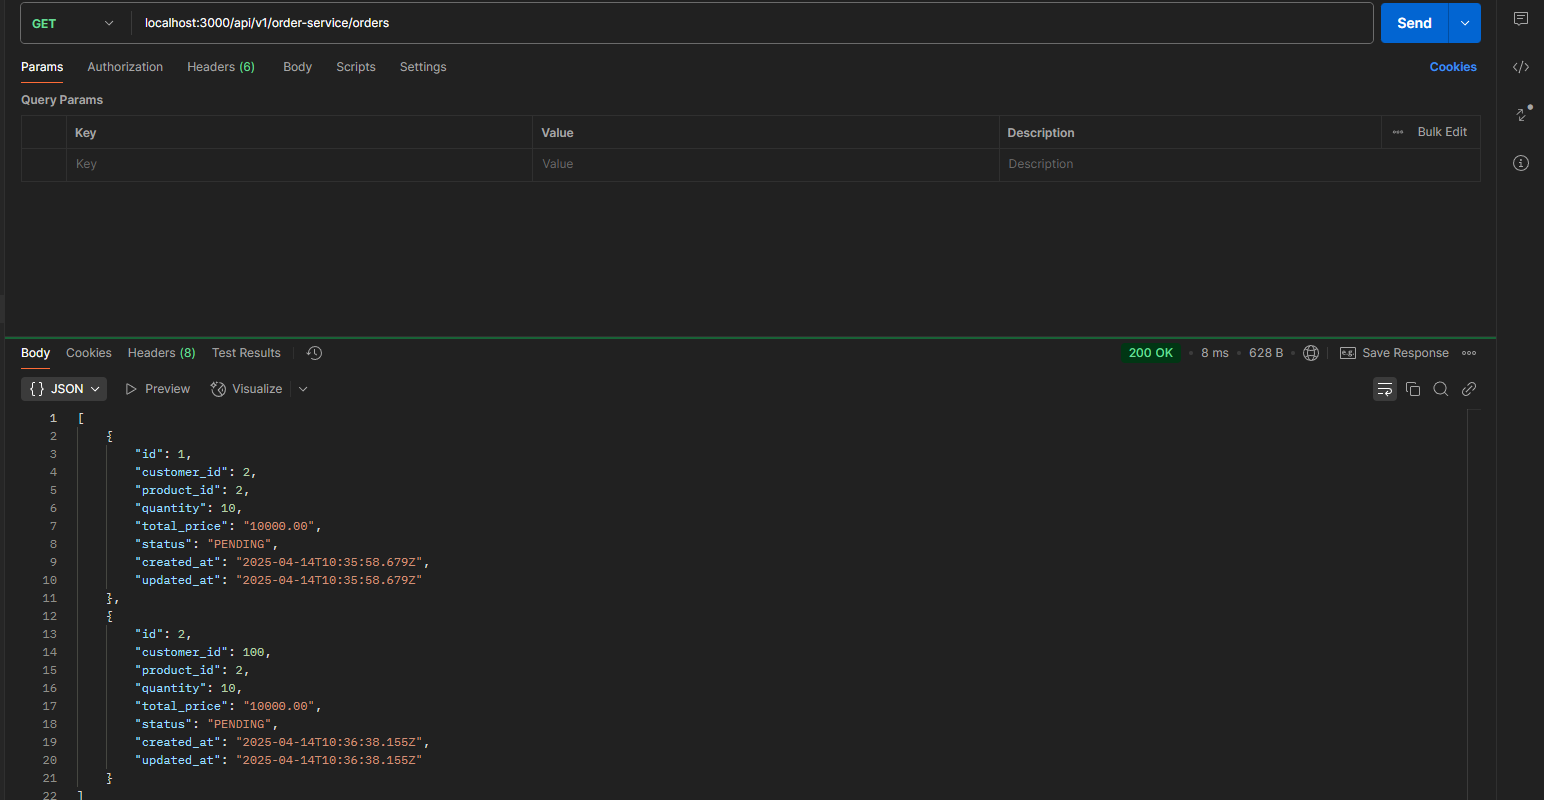 GET localhost:3000/api/v1/order-service/orders Send
Params Authorization Headers (6) Body Scripts Settings Cookies
Query Params
Key Value Description Bulk Edit
Key Value Description
Body Cookies Headers (8) Test Results 200 OK 8 ms 628 B e.g. Save Response
{} JSON Preview Visualize
1 [
2 {
3 "id": 1,
4 "customer_id": 2,
5 "product_id": 2,
6 "quantity": 10,
7 "total_price": "10000.00",
8 "status": "PENDING",
9 "created_at": "2025-04-14T10:35:58.679Z",
10 "updated_at": "2025-04-14T10:35:58.679Z"
11 },
12 {
13 "id": 2,
14 "customer_id": 100,
15 "product_id": 2,
16 "quantity": 10,
17 "total_price": "10000.00",
18 "status": "PENDING",
19 "created_at": "2025-04-14T10:36:38.155Z",
20 "updated_at": "2025-04-14T10:36:38.155Z"
21 }
22 ]